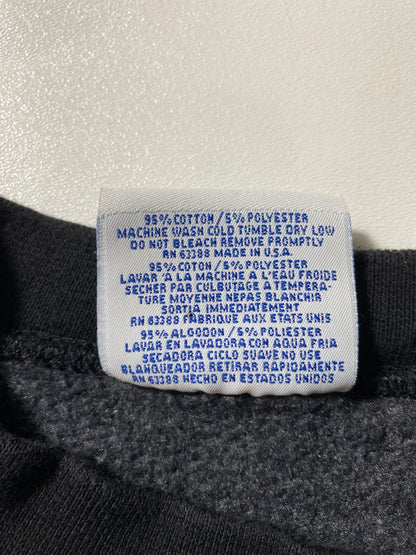 95% COTTON / 5% POLYESTER
MACHINE WASH COLD TUMBLE DRY LOW
DO NOT BLEACH REMOVE PROMPTLY
RN 63388 MADE IN U.S.A.
95% COTTON / 5% POLYESTER
LAVAR 'A LA MACHINE A L'EAU FROIDE
SECHER PAR CULBUTAGE A TEMPERA-
TURE MOYENNE NEPAS BLANCHIR
SORTIA IMMEDIATEMENT
RN 63388 FABRIQUE AUX ETATS UNIS
95% ALGODON / 5% POLIESTER
LAVAR EN LAVADORA CON AQUA FRIA
SECADORA CICLO SUAVE NO USE
BLANQUEADOR RETIRAR RAPIDAMENTE
RN 63388 HECHO EN ESTADOS UNIDOS